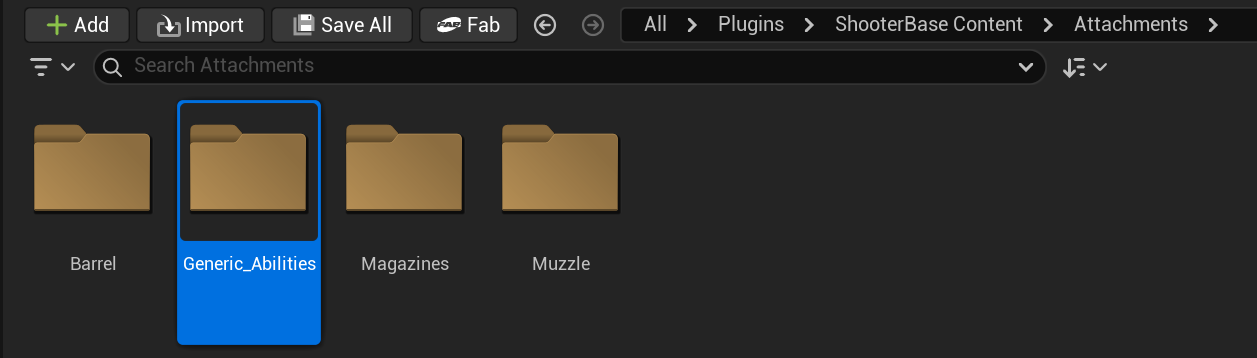 Add Import Save All Fab All Plugins ShooterBase Content Attachments
Search Attachments
Barrel Generic_Abilities Magazines Muzzle